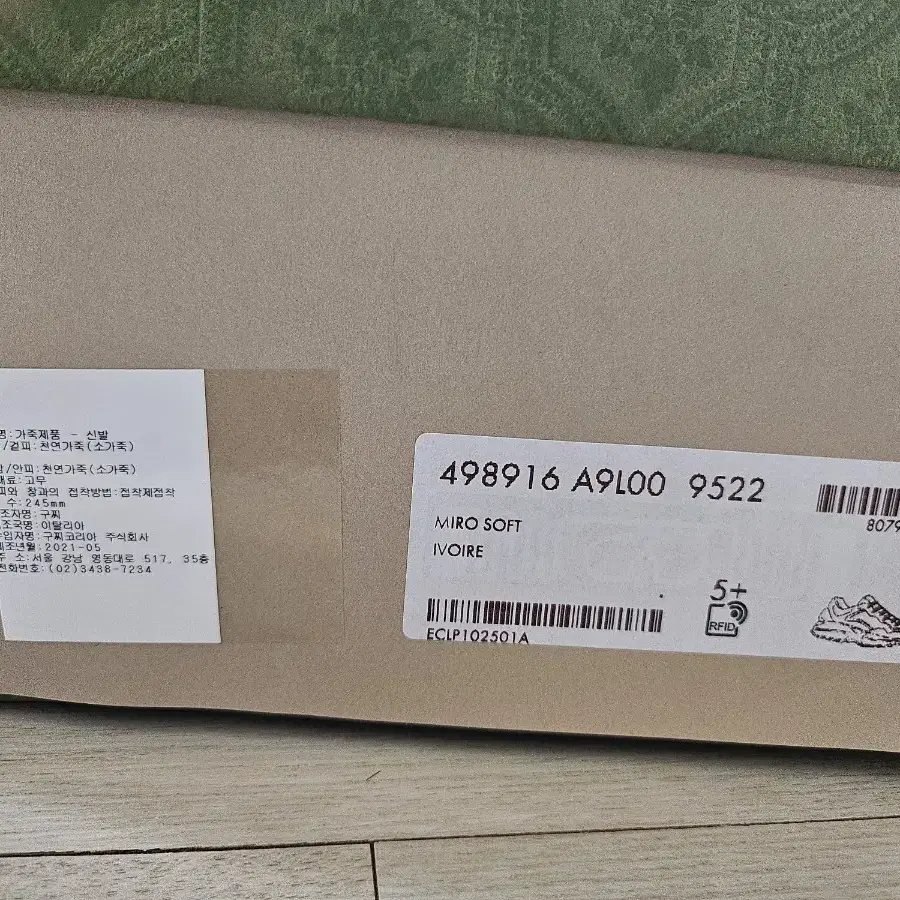 명:가죽제품 - 신발
/겉피:천연가죽(소가죽)
/안피:천연가죽(소가죽)
재료:고무
피와 창과의 접착방법:접착제접착
수:245mm
조자명:구찌
조국명:이탈리아
수입자명:구찌코리아 주식회사
제조년월:2021-05
주 소:서울 강남 영동대로 517, 35층
전화번호:(02)3438-7234
498916 A9L00 9522
MIRO SOFT
IVOIRE
8079
5+
RFID
ECLP102501A